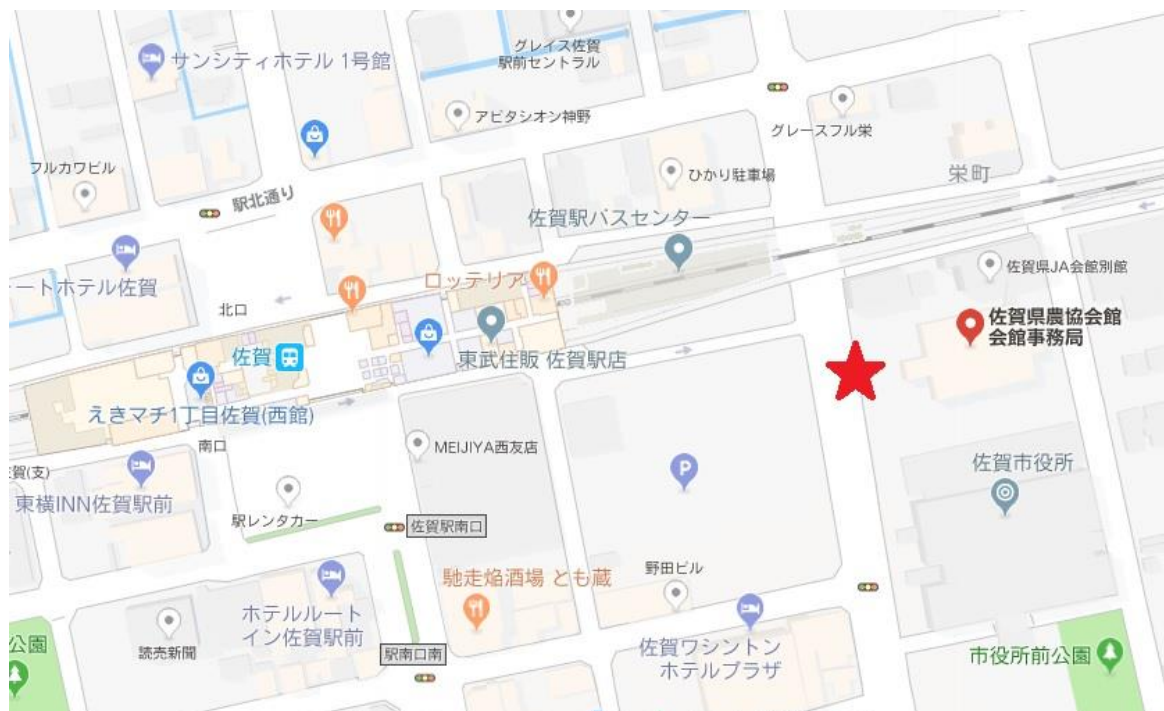 グレイス佐賀
駅前セントラル
サンシティホテル 1号館
アビタシオン神野
グレースフル栄
フルカワビル
ひかり駐車場
栄町
駅北通り
佐賀駅バスセンター
ートホテル佐賀
ロッテリア
佐賀県JA会館別館
北口
佐賀県農協会館
会館事務局
佐賀
東武住販 佐賀駅店
えきマチ1丁目佐賀(西館)
南口
MEIJIYA西友店
賀(支)
佐賀市役所
P
東横INN佐賀駅前
駅レンタカー
佐賀駅南口
野田ビル
馳走焔酒場 とも蔵
ホテルルート
イン佐賀駅前
公園
読売新聞
駅南口南
佐賀ワシントン
ホテルプラザ
市役所前公園